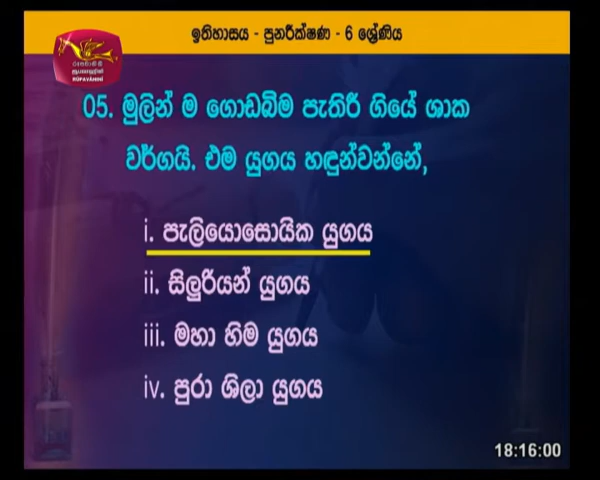 ඉතිහාසය - පුනරීක්ෂණ - 6 ශ්‍රේණිය
RUPAVAHINI
05. මුලින් ම ගොඩබිම පැතිරී ගියේ ශාක
වර්ගයි. එම යුගය හඳුන්වන්නේ,
i. පැලියොසොයික යුගය
ii. සිලුරියන් යුගය
iii. මහා හිම යුගය
iv. පුරා ශිලා යුගය
18:16:00